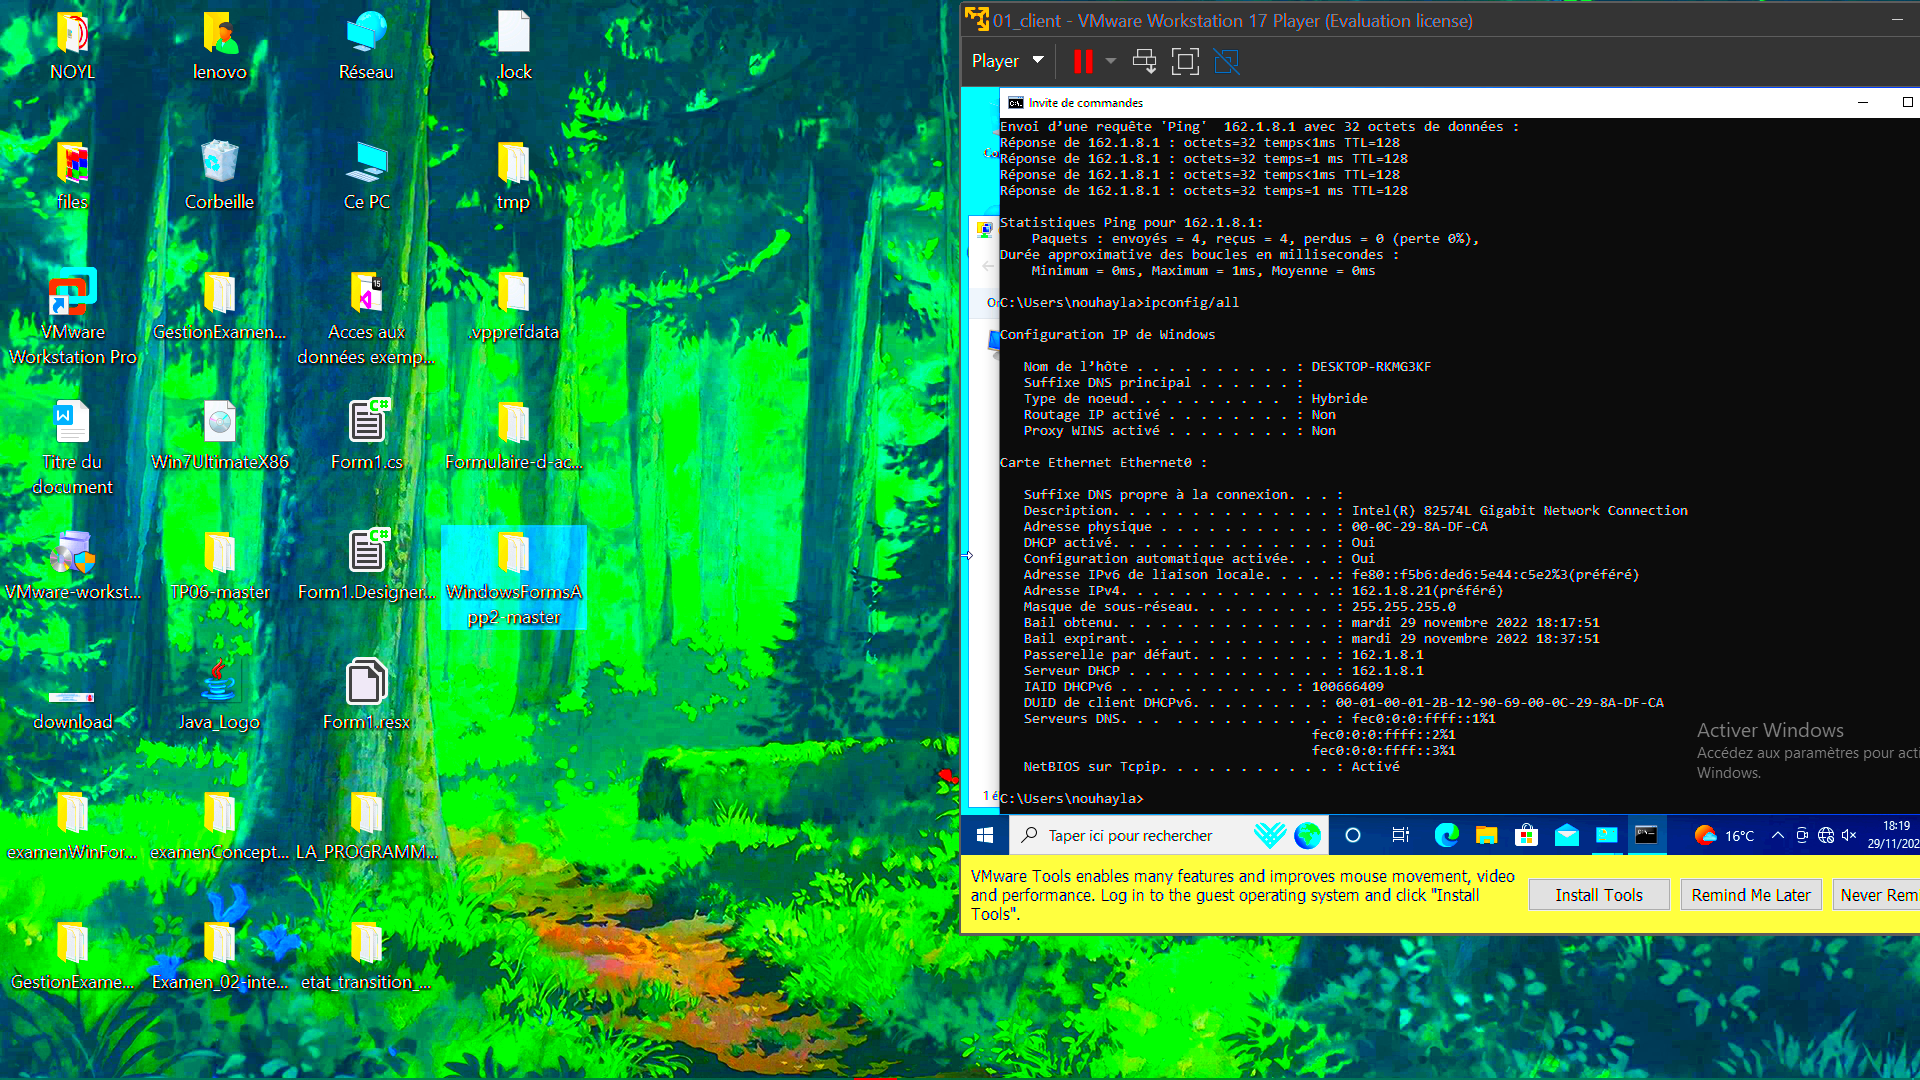 NOYL
lenovo
Réseau
.lock
files
Corbeille
Ce PC
tmp
VMware
Workstation Pro
GestionExamen...
Acces aux
données exemp...
.vpprefdata
Titre du
document
Win7UltimateX86
Form1.cs
Formulaire-d-ac...
VMware-workst...
TP06-master
Form1.Designer...
WindowsFormsA
pp2-master
download
Java_Logo
Form1.resx
examenWinFor...
examenConcept...
LA_PROGRAMM...
GestionExame...
Examen_02-inte...
etat_transition_...
01_client - VMware Workstation 17 Player (Evaluation license)
Player
Invite de commandes
Envoi d'une requête 'Ping'  162.1.8.1 avec 32 octets de données :
Réponse de 162.1.8.1 : octets=32 temps<1ms TTL=128
Réponse de 162.1.8.1 : octets=32 temps=1 ms TTL=128
Réponse de 162.1.8.1 : octets=32 temps<1ms TTL=128
Réponse de 162.1.8.1 : octets=32 temps=1 ms TTL=128
Statistiques Ping pour 162.1.8.1:
Paquets : envoyés = 4, reçus = 4, perdus = 0 (perte 0%),
Durée approximative des boucles en millisecondes :
Minimum = 0ms, Maximum = 1ms, Moyenne = 0ms
C:\Users\nouhayla>ipconfig/all
Configuration IP de Windows
Nom de l'hôte . . . . . . . . . . : DESKTOP-RKMG3KF
Suffixe DNS principal . . . . . . :
Type de noeud. . . . . . . . . .  : Hybride
Routage IP activé . . . . . . . . : Non
Proxy WINS activé . . . . . . . . : Non
Carte Ethernet Ethernet0 :
Suffixe DNS propre à la connexion. . . :
Description. . . . . . . . . . . . . . : Intel(R) 82574L Gigabit Network Connection
Adresse physique . . . . . . . . . . . : 00-0C-29-8A-DF-CA
DHCP activé. . . . . . . . . . . . . . : Oui
Configuration automatique activée. . . : Oui
Adresse IPv6 de liaison locale. . . . .: fe80::f5b6:ded6:5e44:c5e2%3(préféré)
Adresse IPv4. . . . . . . . . . . . . .: 162.1.8.21(préféré)
Masque de sous-réseau. . . . . . . . . : 255.255.255.0
Bail obtenu. . . . . . . . . . . . . . : mardi 29 novembre 2022 18:17:51
Bail expirant. . . . . . . . . . . . . : mardi 29 novembre 2022 18:37:51
Passerelle par défaut. . . . . . . . . : 162.1.8.1
Serveur DHCP . . . . . . . . . . . . . : 162.1.8.1
IAID DHCPv6 . . . . . . . . . . . : 100666409
DUID de client DHCPv6. . . . . . . . : 00-01-00-01-2B-12-90-69-00-0C-29-8A-DF-CA
Serveurs DNS. . . . . . . . . . . . . : fec0:0:0:ffff::1%1
fec0:0:0:ffff::2%1
fec0:0:0:ffff::3%1
NetBIOS sur Tcpip. . . . . . . . . . . : Activé
C:\Users\nouhayla>
Activer Windows
Accédez aux paramètres pour acti
Windows.
Taper ici pour rechercher
16°C
18:19
29/11/202
VMware Tools enables many features and improves mouse movement, video
and performance. Log in to the guest operating system and click "Install
Tools".
Install Tools
Remind Me Later
Never Rem